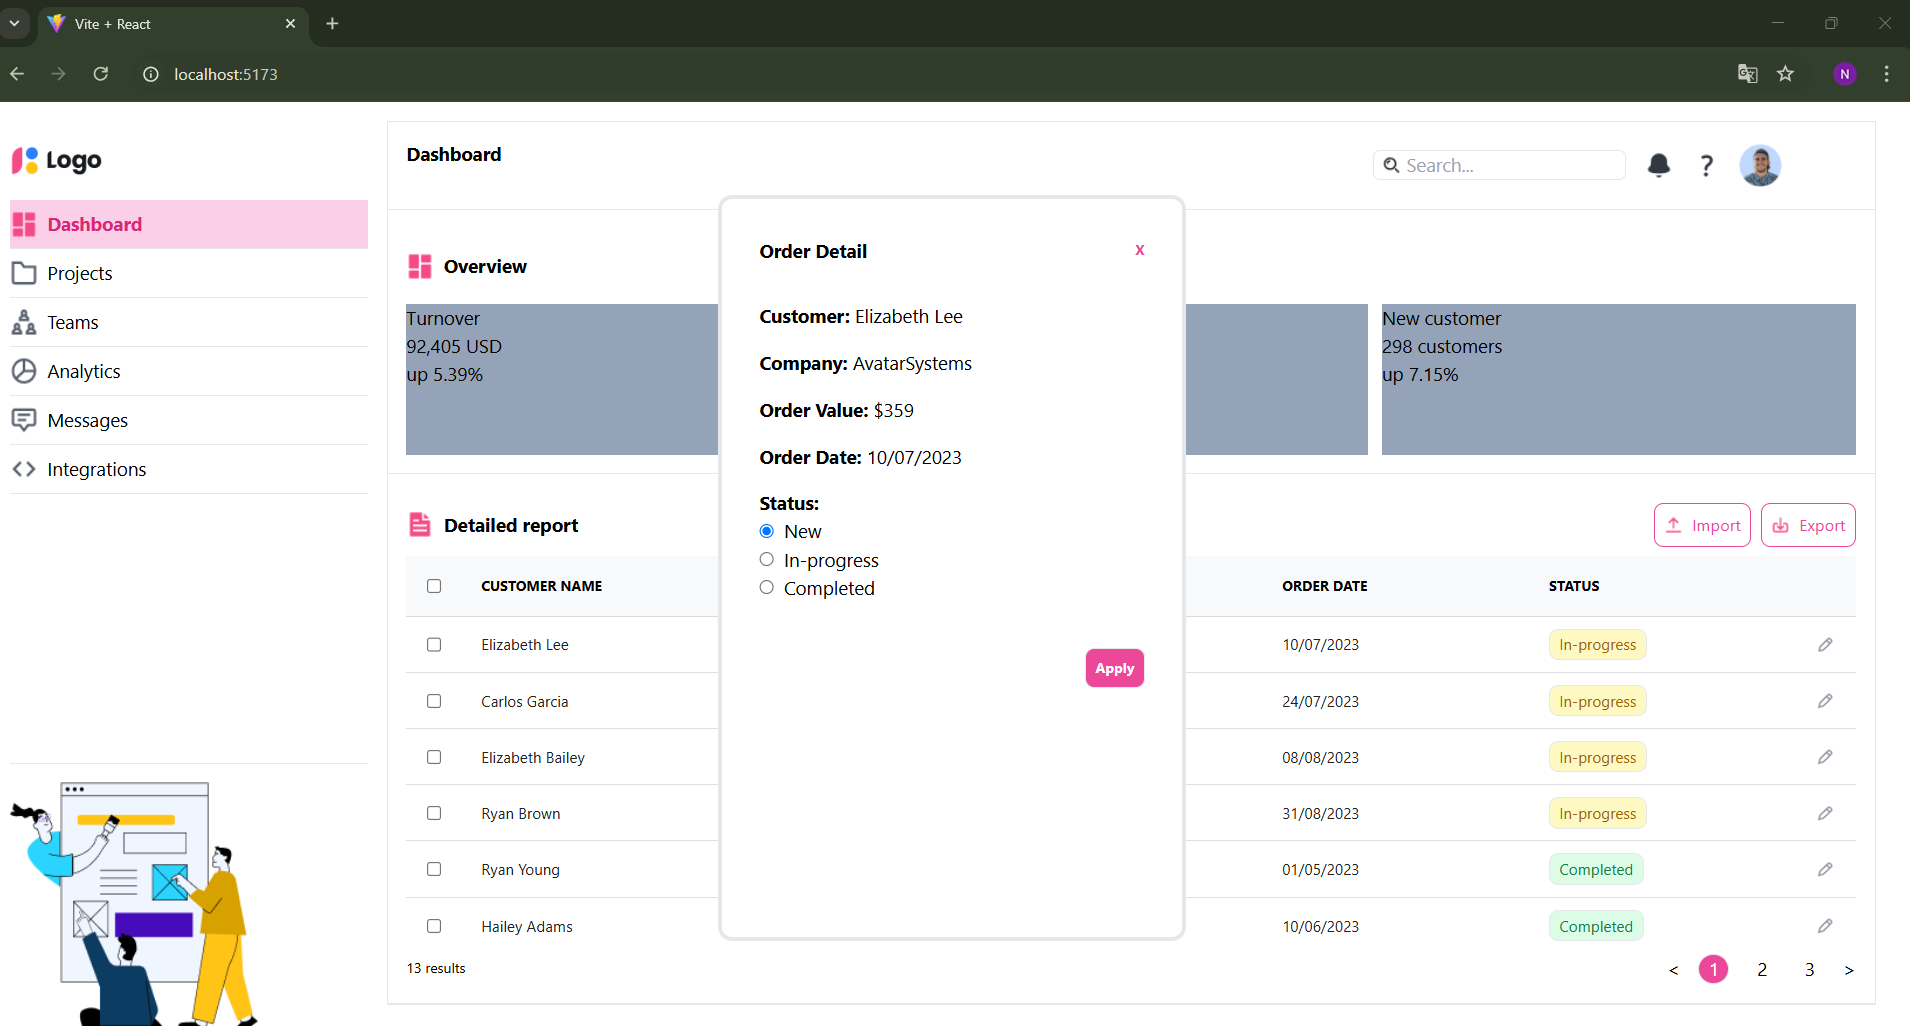 Vite + React
localhost:5173
N
Logo
Dashboard
Projects
Teams
Analytics
Messages
Integrations
Dashboard
Search...
Overview
Turnover
92,405 USD
up 5.39%
New customer
298 customers
up 7.15%
Order Detail
X
Customer: Elizabeth Lee
Company: AvatarSystems
Order Value: $359
Order Date: 10/07/2023
Status:
New
In-progress
Completed
Apply
Detailed report
Import
Export
CUSTOMER NAME ORDER DATE STATUS
Elizabeth Lee 10/07/2023 In-progress
Carlos Garcia 24/07/2023 In-progress
Elizabeth Bailey 08/08/2023 In-progress
Ryan Brown 31/08/2023 In-progress
Ryan Young 01/05/2023 Completed
Hailey Adams 10/06/2023 Completed
13 results
< 1 2 3 >